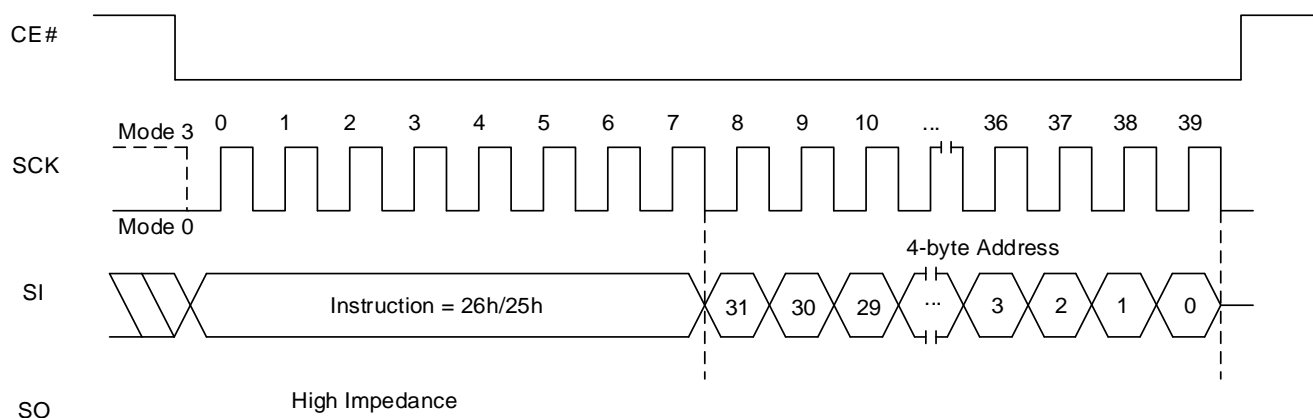 CE#
Mode 3
0 1 2 3 4 5 6 7 8 9 10 ... 36 37 38 39
SCK
Mode 0
4-byte Address
SI
Instruction = 26h/25h
31 30 29 ... 3 2 1 0
SO
High Impedance